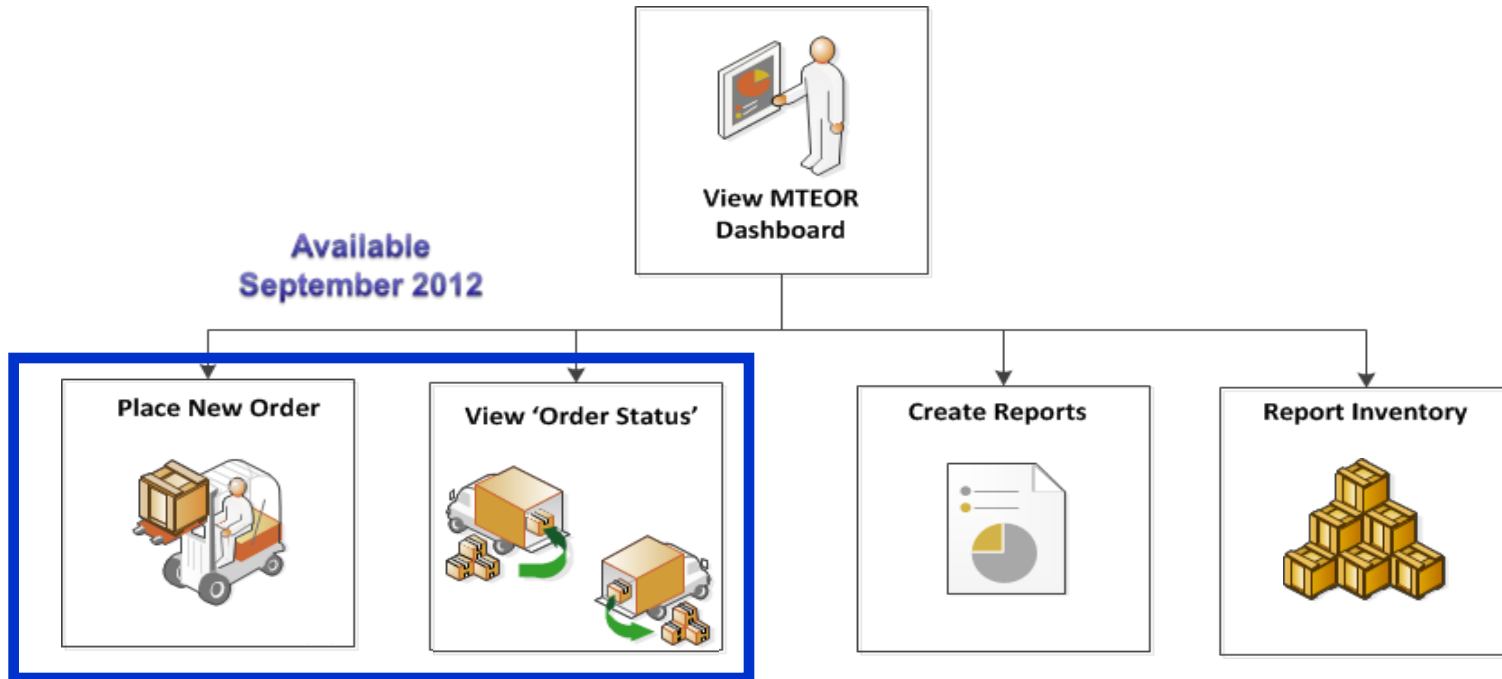 View MTEOR
Dashboard
Available
September 2012
Place New Order
View ‘Order Status’
Create Reports
Report Inventory